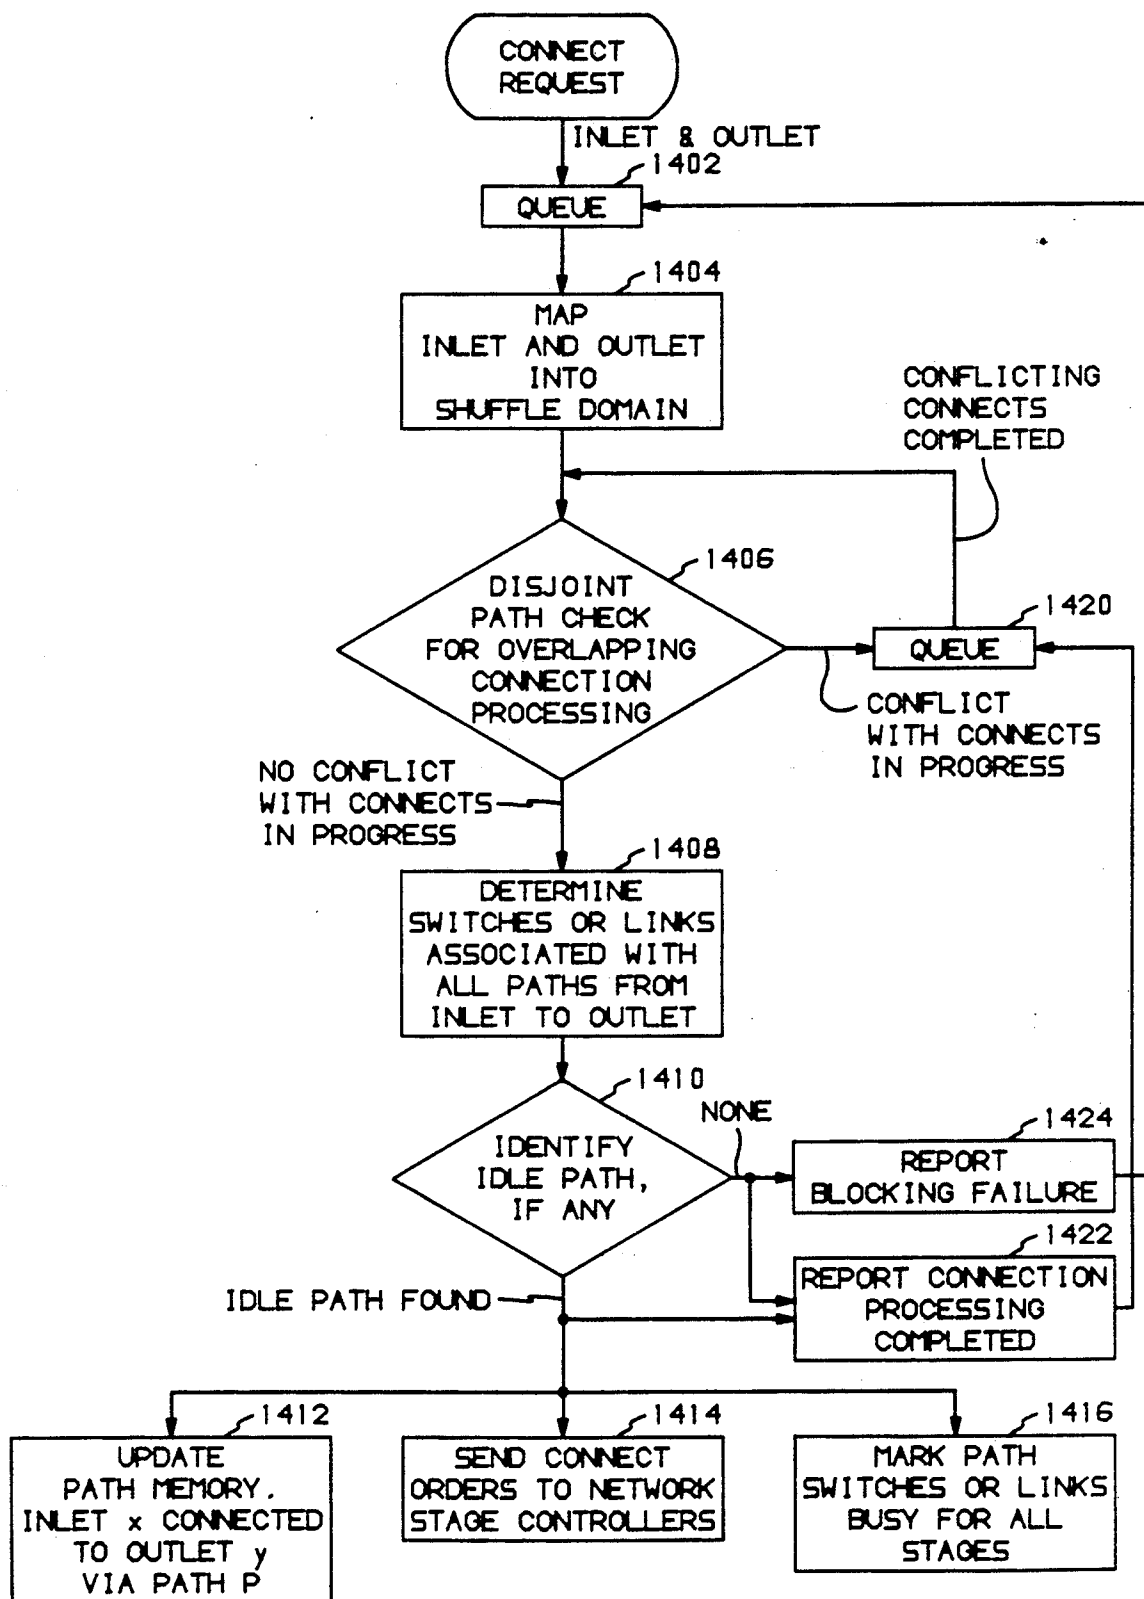 CONNECT
REQUEST
INLET & OUTLET
1402
QUEUE
1404
MAP
INLET AND OUTLET
INTO
SHUFFLE DOMAIN
CONFLICTING
CONNECTS
COMPLETED
1406
DISJOINT
PATH CHECK
FOR OVERLAPPING
CONNECTION
PROCESSING
1420
QUEUE
CONFLICT
WITH CONNECTS
IN PROGRESS
NO CONFLICT
WITH CONNECTS
IN PROGRESS
1408
DETERMINE
SWITCHES OR LINKS
ASSOCIATED WITH
ALL PATHS FROM
INLET TO OUTLET
1410
NONE
IDENTIFY
IDLE PATH,
IF ANY
1424
REPORT
BLOCKING FAILURE
1422
REPORT CONNECTION
PROCESSING
COMPLETED
IDLE PATH FOUND
1412
UPDATE
PATH MEMORY.
INLET x CONNECTED
TO OUTLET y
VIA PATH P
1414
SEND CONNECT
ORDERS TO NETWORK
STAGE CONTROLLERS
1416
MARK PATH
SWITCHES OR LINKS
BUSY FOR ALL
STAGES